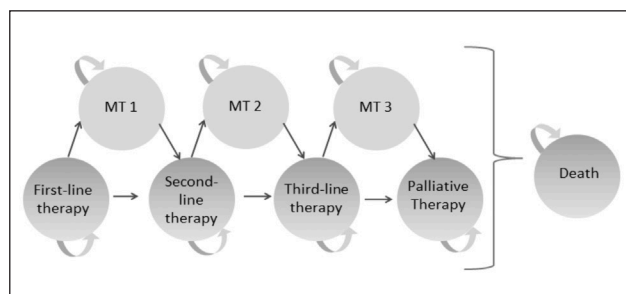 MT 1
MT 2
MT 3
First-line
therapy
Second-
line
therapy
Third-line
therapy
Palliative
Therapy
Death